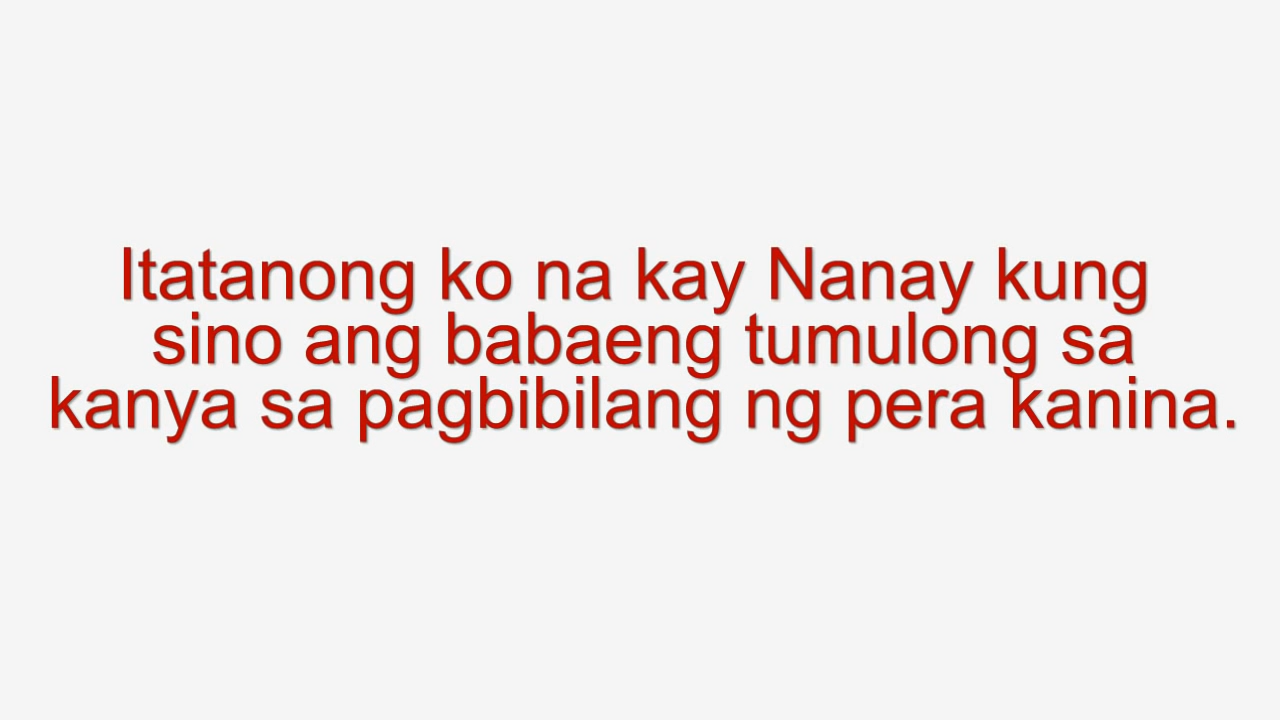 Itatanong ko na kay Nanay kung
sino ang babaeng tumulong sa
kanya sa pagbibilang ng pera kanina.